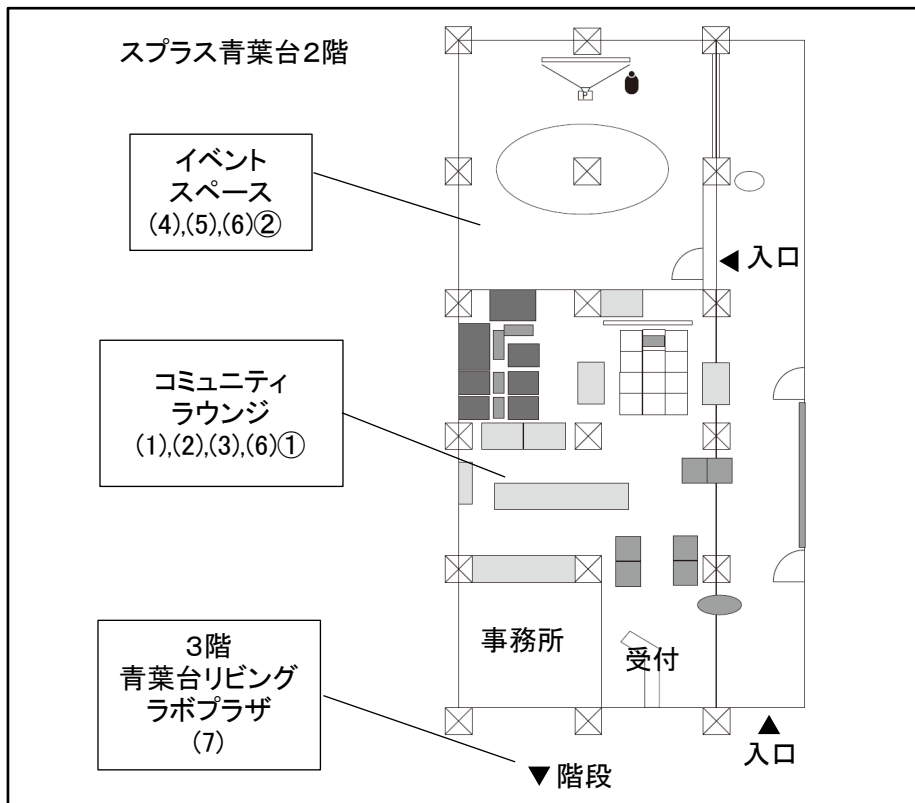 スプラス青葉台2階
イベント
スペース
(4),(5),(6)②
P
◀ 入口
コミュニティ
ラウンジ
(1),(2),(3),(6)①
事務所
受付
3階
青葉台リビング
ラボプラザ
(7)
▲
入口
▼ 階段